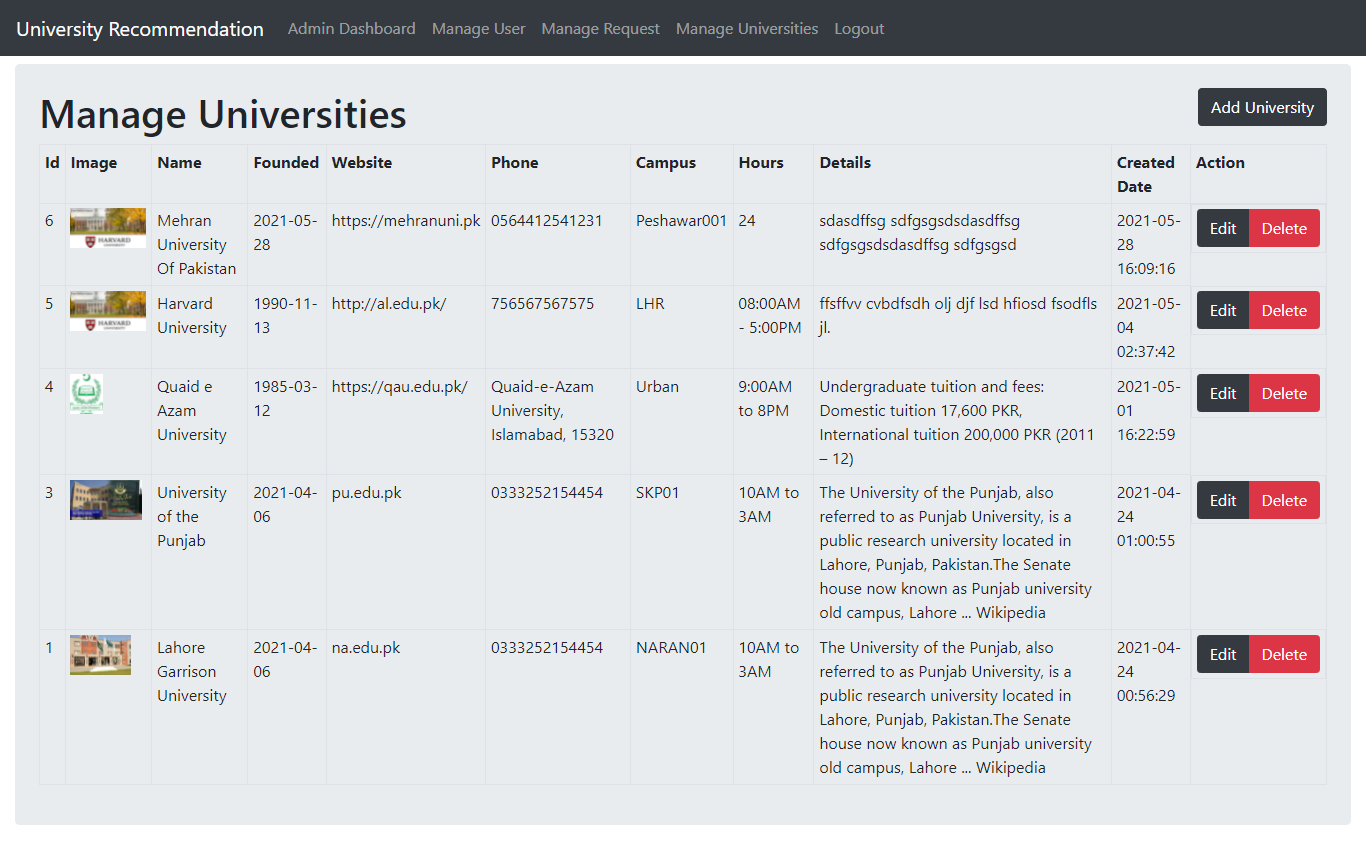 University Recommendation Admin Dashboard Manage User Manage Request Manage Universities Logout
Manage Universities
Add University
Id Image Name Founded Website Phone Campus Hours Details Created Action
Date
6 Mehran 2021-05- https://mehranuni.pk 0564412541231 Peshawar001 24 sdasdffsg sdfgsgsdsdasdffsg 2021-05- Edit Delete
University 28 sdfgsgsdsdasdffsg sdfgsgsd 28
Of Pakistan 16:09:16
HARVARD
UNIVERSITY
5 Harvard 1990-11- http://al.edu.pk/ 756567567575 LHR 08:00AM ffsffvv cvbdfsdh olj djf lsd hfiosd fsodfls 2021-05- Edit Delete
University 13 - 5:00PM jl. 04
02:37:42
HARVARD
UNIVERSITY
4 Quaid e 1985-03- https://qau.edu.pk/ Quaid-e-Azam Urban 9:00AM Undergraduate tuition and fees: 2021-05- Edit Delete
Azam 12 University, to 8PM Domestic tuition 17,600 PKR, 01
University Islamabad, 15320 International tuition 200,000 PKR (2011 16:22:59
– 12)
3 University 2021-04- pu.edu.pk 0333252154454 SKP01 10AM to The University of the Punjab, also 2021-04- Edit Delete
of the 06 3AM referred to as Punjab University, is a 24
Punjab public research university located in 01:00:55
Lahore, Punjab, Pakistan.The Senate
house now known as Punjab university
old campus, Lahore ... Wikipedia
1 Lahore 2021-04- na.edu.pk 0333252154454 NARAN01 10AM to The University of the Punjab, also 2021-04- Edit Delete
Garrison 06 3AM referred to as Punjab University, is a 24
University public research university located in 00:56:29
Lahore, Punjab, Pakistan.The Senate
house now known as Punjab university
old campus, Lahore ... Wikipedia